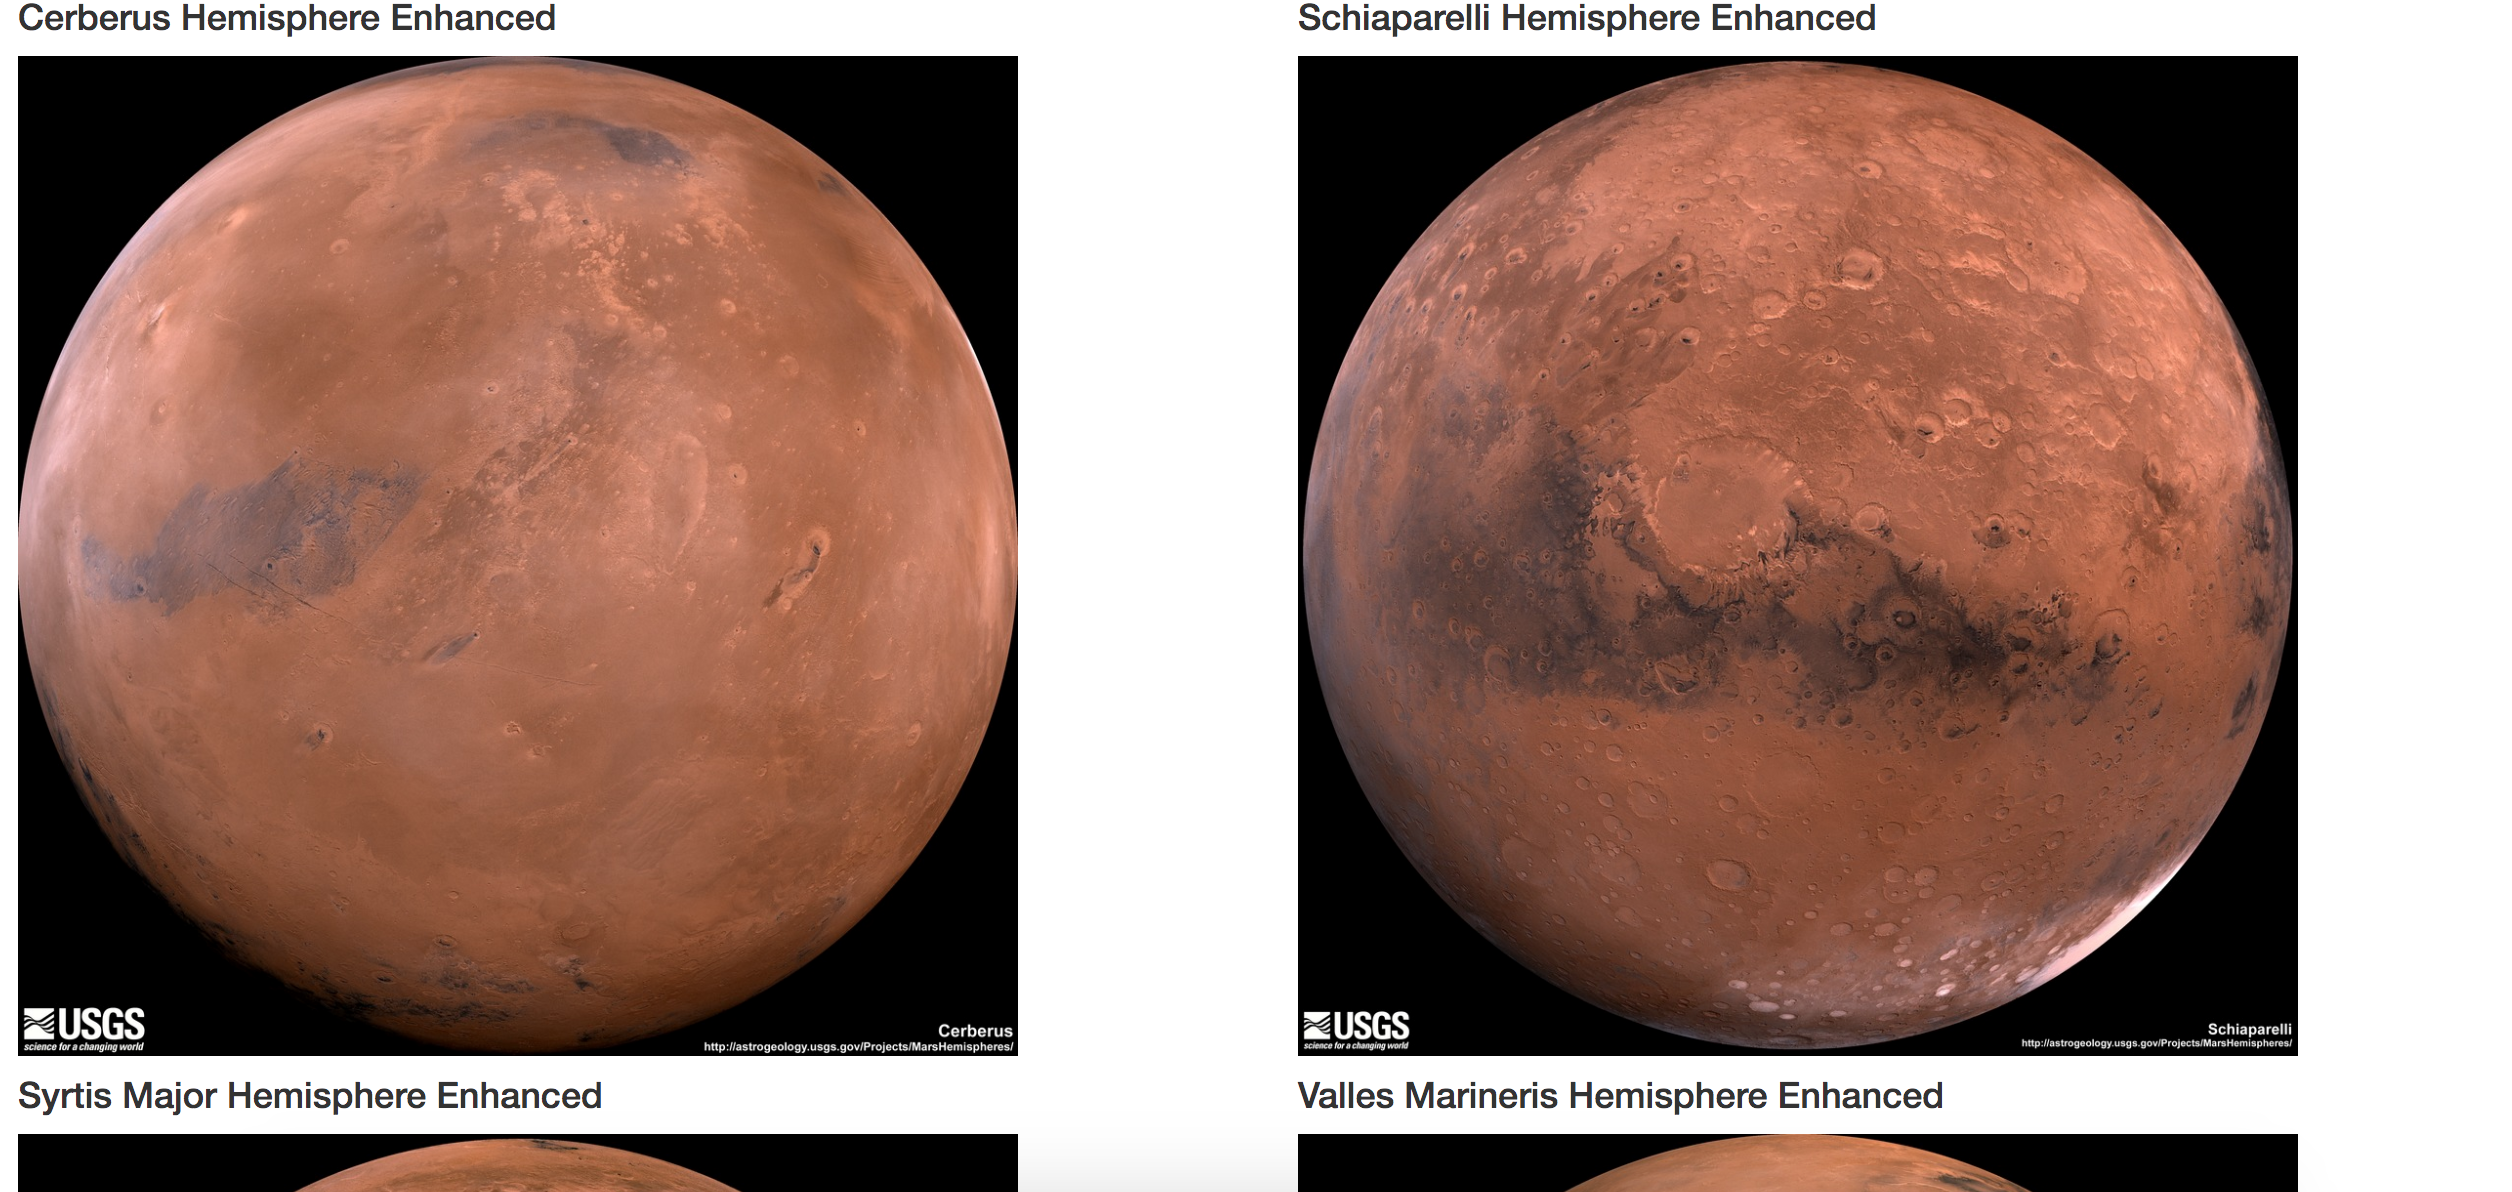 Cerberus Hemisphere Enhanced
Schiaparelli Hemisphere Enhanced
USGS
science for a changing world
Cerberus
http://astrogeology.usgs.gov/Projects/MarsHemispheres/
USGS
science for a changing world
Schiaparelli
http://astrogeology.usgs.gov/Projects/MarsHemispheres/
Syrtis Major Hemisphere Enhanced
Valles Marineris Hemisphere Enhanced